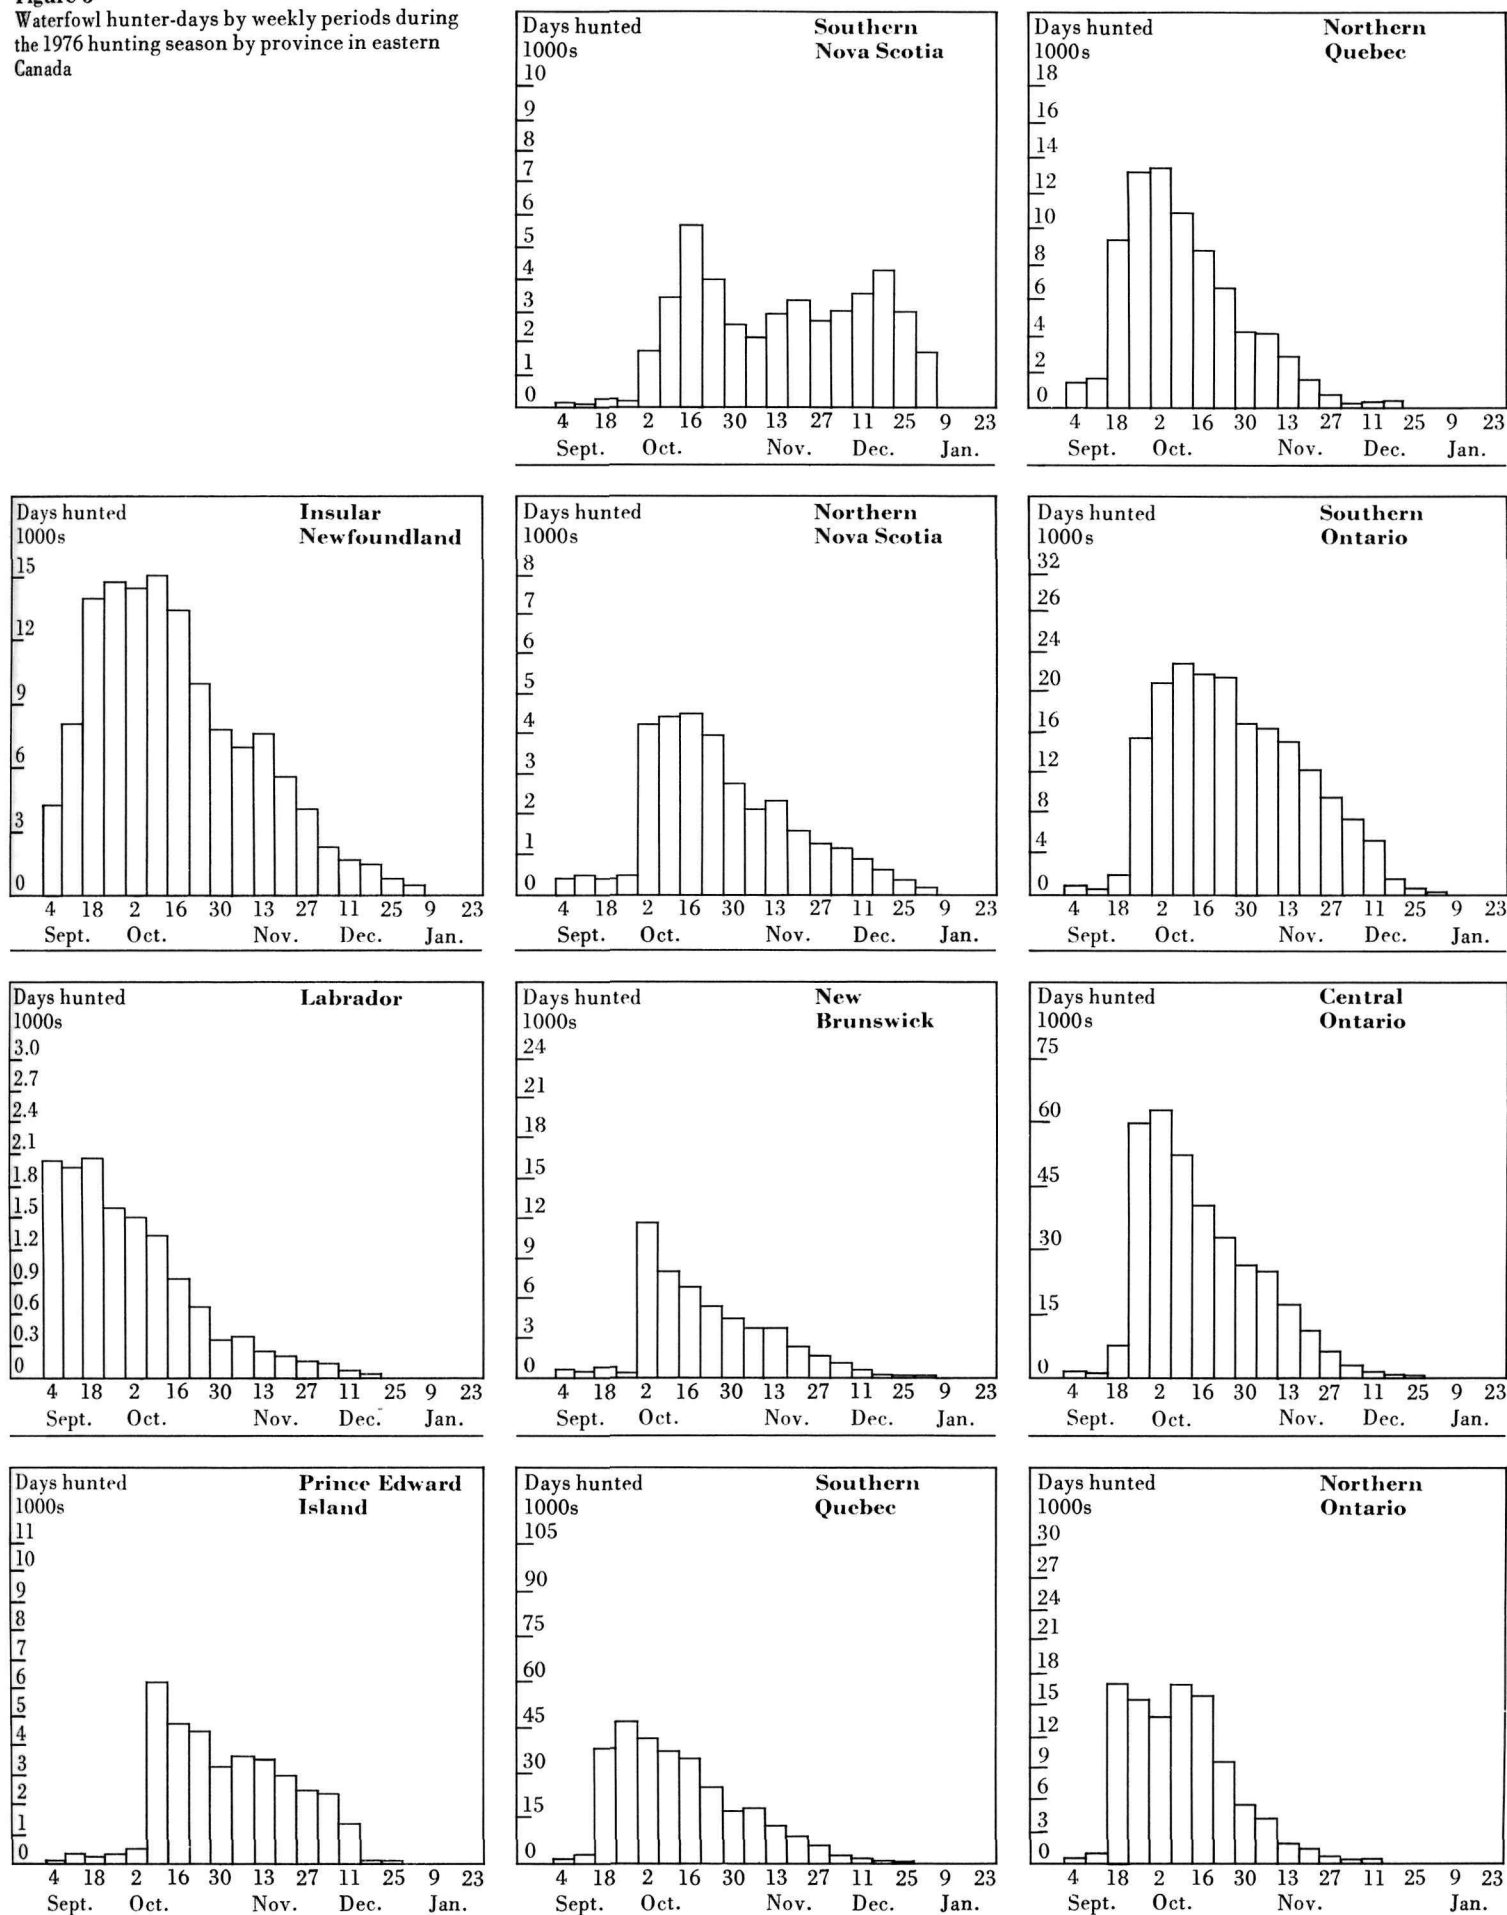 Waterfowl hunter-days by weekly periods during
the 1976 hunting season by province in eastern
Canada
Days hunted Southern
1000s Nova Scotia
10
9
8
7
6
5
4
3
2
1
0
4 18 2 16 30 13 27 11 25 9 23
Sept. Oct. Nov. Dec. Jan.
Days hunted Northern
1000s Quebec
18
16
14
12
10
8
6
4
2
0
4 18 2 16 30 13 27 11 25 9 23
Sept. Oct. Nov. Dec. Jan.
Days hunted Insular
1000s Newfoundland
15
12
9
6
3
0
4 18 2 16 30 13 27 11 25 9 23
Sept. Oct. Nov. Dec. Jan.
Days hunted Northern
1000s Nova Scotia
8
7
6
5
4
3
2
1
0
4 18 2 16 30 13 27 11 25 9 23
Sept. Oct. Nov. Dec. Jan.
Days hunted Southern
1000s Ontario
32
26
24
20
16
12
8
4
0
4 18 2 16 30 13 27 11 25 9 23
Sept. Oct. Nov. Dec. Jan.
Days hunted Labrador
1000s
3.0
2.7
2.4
2.1
1.8
1.5
1.2
0.9
0.6
0.3
0
4 18 2 16 30 13 27 11 25 9 23
Sept. Oct. Nov. Dec. Jan.
Days hunted New
1000s Brunswick
24
21
18
15
12
9
6
3
0
4 18 2 16 30 13 27 11 25 9 23
Sept. Oct. Nov. Dec. Jan.
Days hunted Central
1000s Ontario
75
60
45
30
15
0
4 18 2 16 30 13 27 11 25 9 23
Sept. Oct. Nov. Dec. Jan.
Days hunted Prince Edward
1000s Island
11
10
9
8
7
6
5
4
3
2
1
0
4 18 2 16 30 13 27 11 25 9 23
Sept. Oct. Nov. Dec. Jan.
Days hunted Southern
1000s Quebec
105
90
75
60
45
30
15
0
4 18 2 16 30 13 27 11 25 9 23
Sept. Oct. Nov. Dec. Jan.
Days hunted Northern
1000s Ontario
30
27
24
21
18
15
12
9
6
3
0
4 18 2 16 30 13 27 11 25 9 23
Sept. Oct. Nov. Jan.